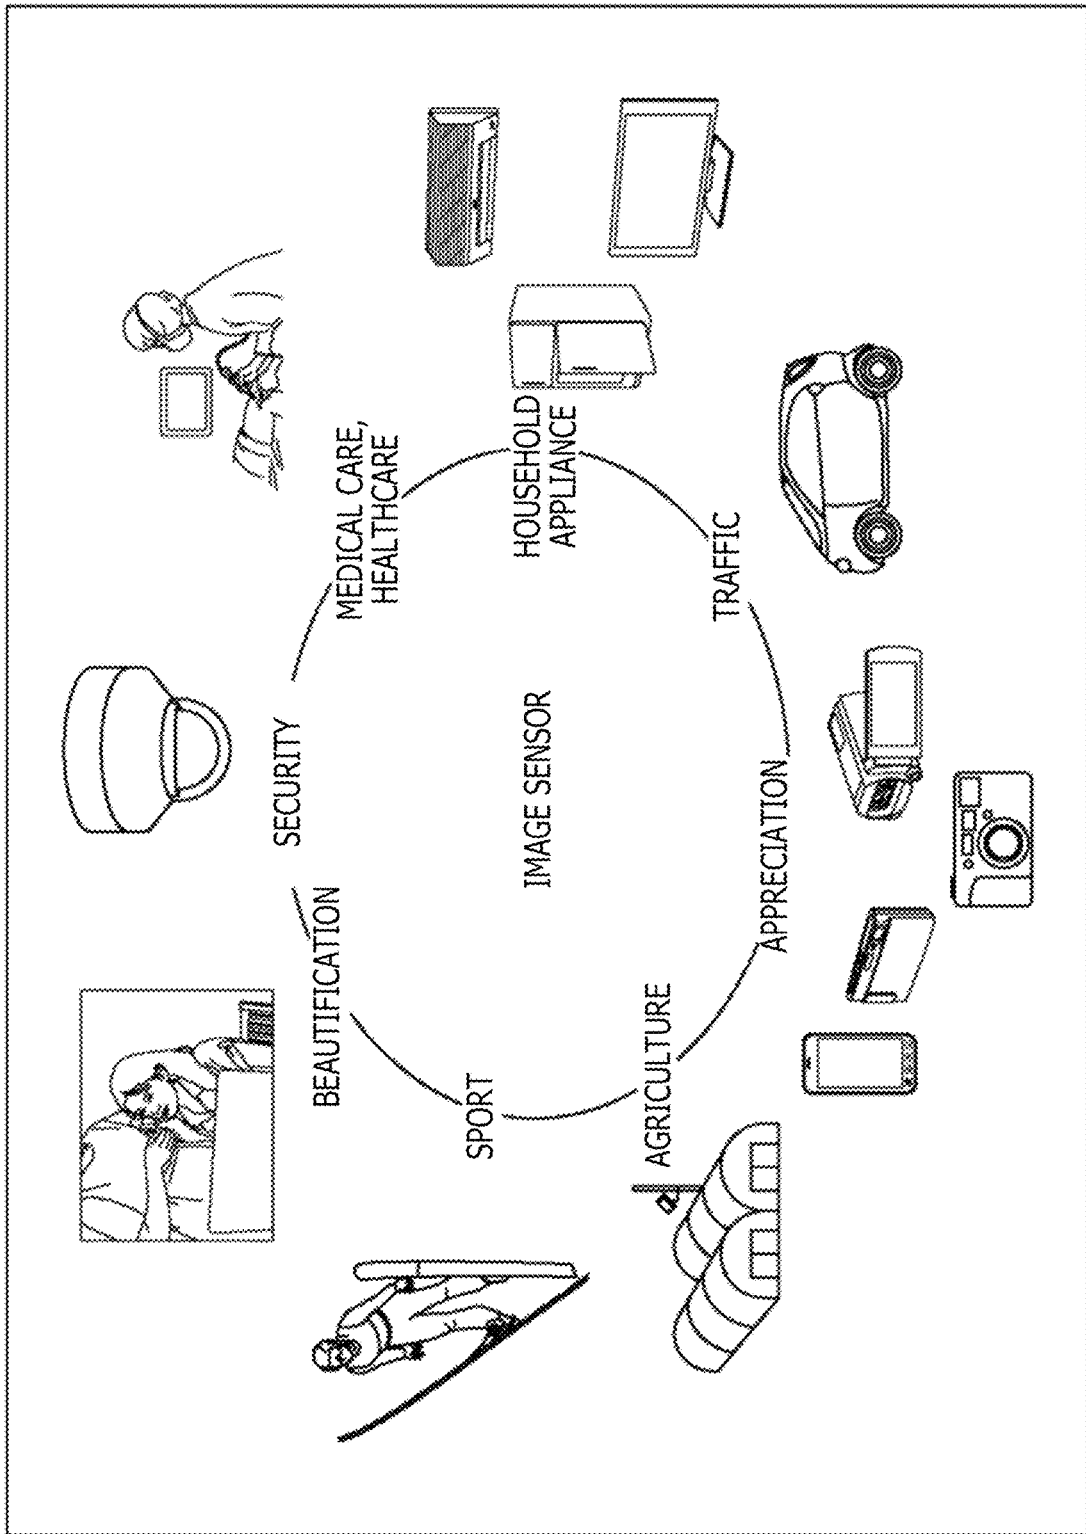 SECURITY
MEDICAL CARE,
HEALTHCARE
HOUSEHOLD
APPLIANCE
TRAFFIC
APPRECIATION
AGRICULTURE
SPORT
BEAUTIFICATION
IMAGE SENSOR